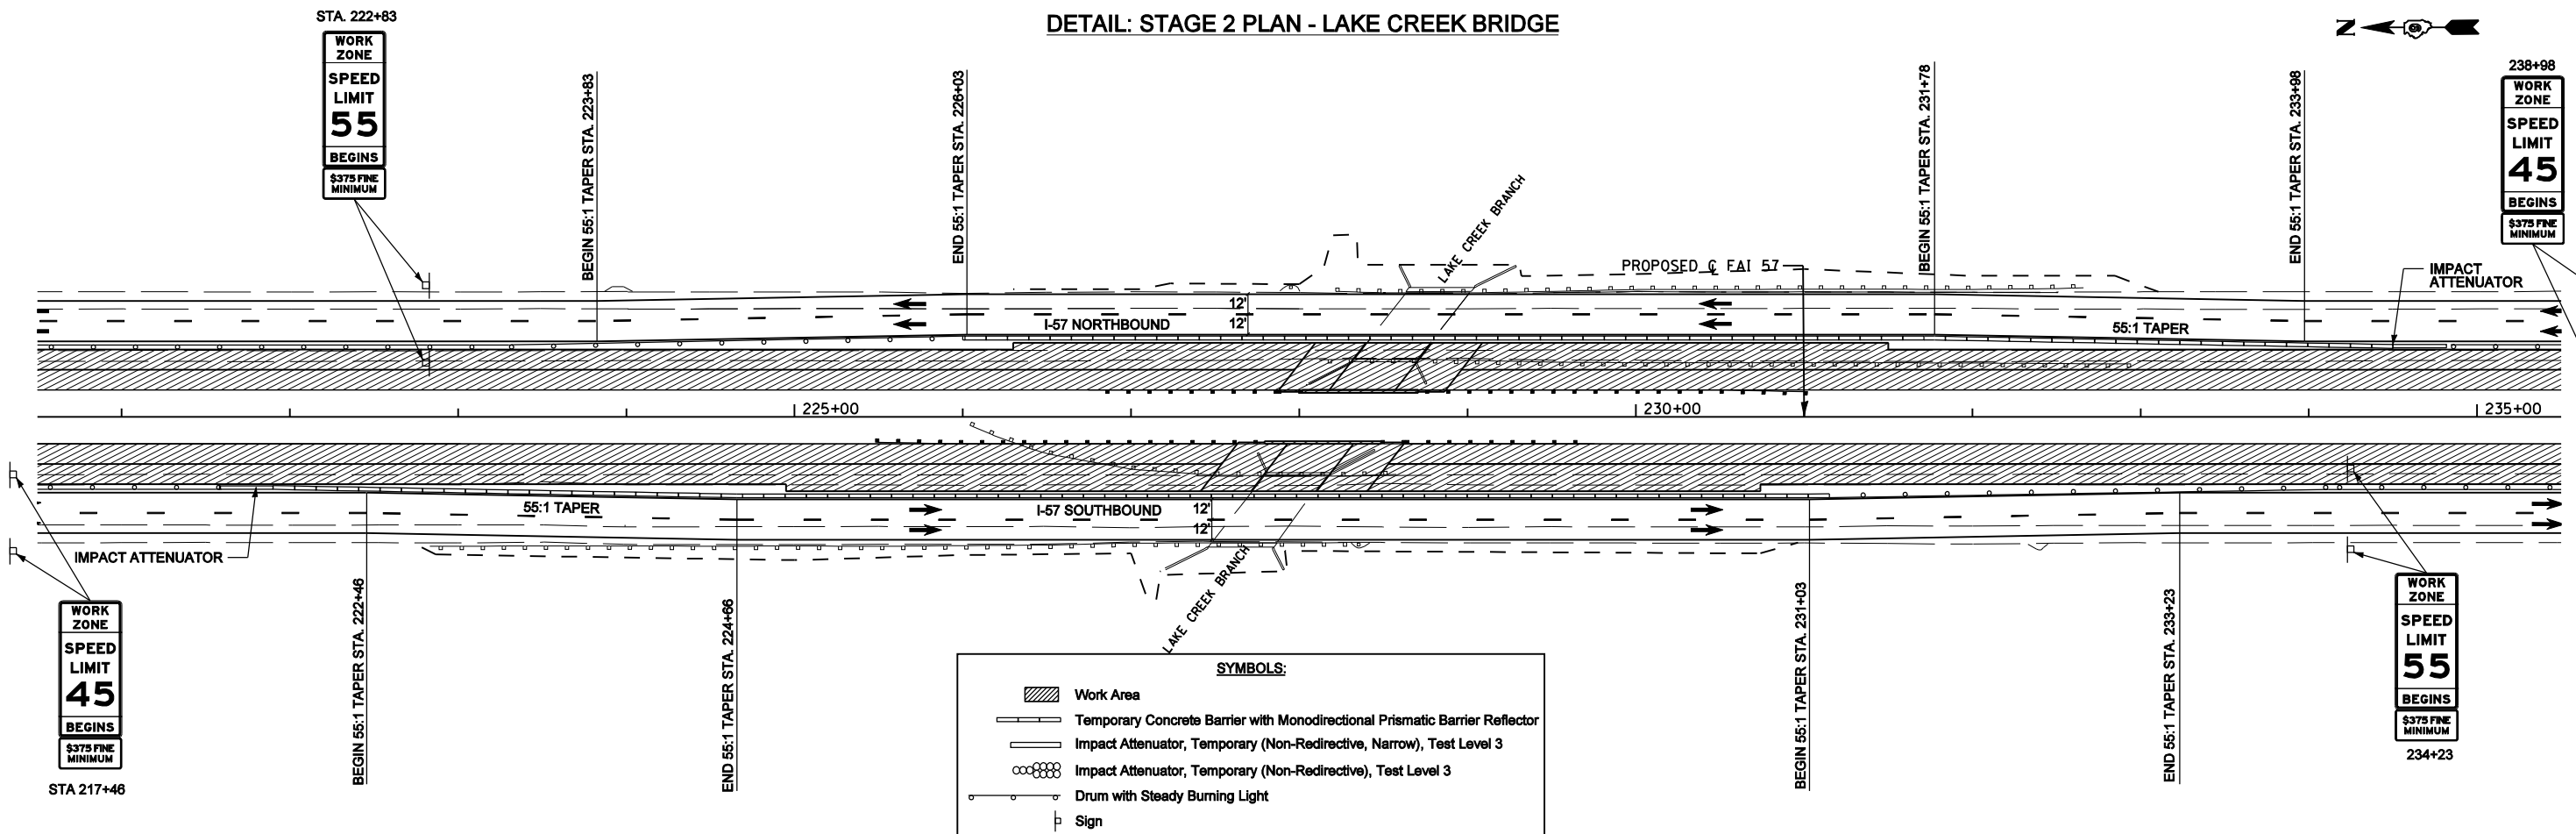 DETAIL: STAGE 2 PLAN - LAKE CREEK BRIDGE
N
STA. 222+83
WORK
ZONE
SPEED
LIMIT
55
BEGINS
$375 FINE
MINIMUM
BEGIN 55:1 TAPER STA. 223+83
END 55:1 TAPER STA. 226+03
LAKE CREEK BRANCH
PROPOSED ℄ FAI 57
BEGIN 55:1 TAPER STA. 231+78
END 55:1 TAPER STA. 233+98
238+98
WORK
ZONE
SPEED
LIMIT
45
BEGINS
$375 FINE
MINIMUM
IMPACT
ATTENUATOR
12'
12'
I-57 NORTHBOUND
55:1 TAPER
225+00
230+00
235+00
55:1 TAPER
I-57 SOUTHBOUND
12'
12'
IMPACT ATTENUATOR
WORK
ZONE
SPEED
LIMIT
45
BEGINS
$375 FINE
MINIMUM
STA 217+46
BEGIN 55:1 TAPER STA. 222+46
END 55:1 TAPER STA. 224+66
LAKE CREEK BRANCH
BEGIN 55:1 TAPER STA. 231+03
END 55:1 TAPER STA. 233+23
WORK
ZONE
SPEED
LIMIT
55
BEGINS
$375 FINE
MINIMUM
234+23
SYMBOLS:
Work Area
Temporary Concrete Barrier with Monodirectional Prismatic Barrier Reflector
Impact Attenuator, Temporary (Non-Redirective, Narrow), Test Level 3
Impact Attenuator, Temporary (Non-Redirective), Test Level 3
Drum with Steady Burning Light
Sign